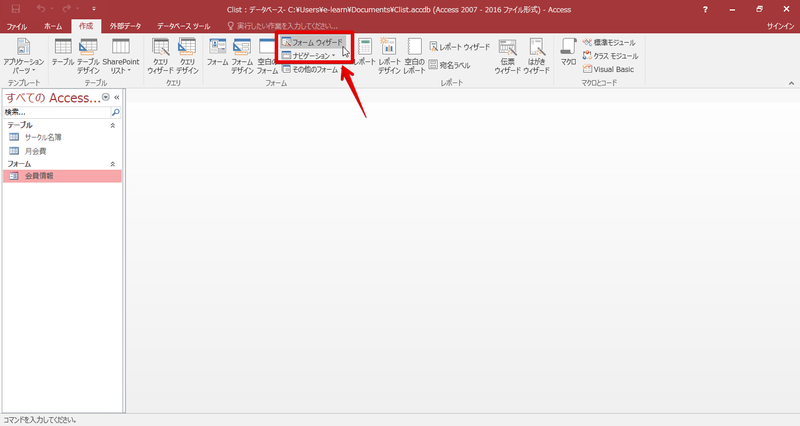 Clist : データベース- C:¥Users¥e-learn¥Documents¥Clist.accdb (Access 2007 - 2016 ファイル形式) - Access
ファイル ホーム 作成 外部データ データベース ツール 実行したい作業を入力してください サインイン
アプリケーション パーツ
テーブル
テーブル デザイン
SharePoint リスト
クエリ ウィザード
クエリ デザイン
フォーム
フォーム デザイン
空白の フォーム
フォーム ウィザード
ナビゲーション
その他のフォーム
レポート
レポート デザイン
空白の レポート
レポート ウィザード
宛名ラベル
伝票 ウィザード
はがき ウィザード
マクロ
標準モジュール
クラス モジュール
Visual Basic
テンプレート テーブル クエリ フォーム レポート マクロとコード
すべての Access...
検索...
テーブル
サークル名簿
月会費
フォーム
会費情報
コマンドを入力してください。